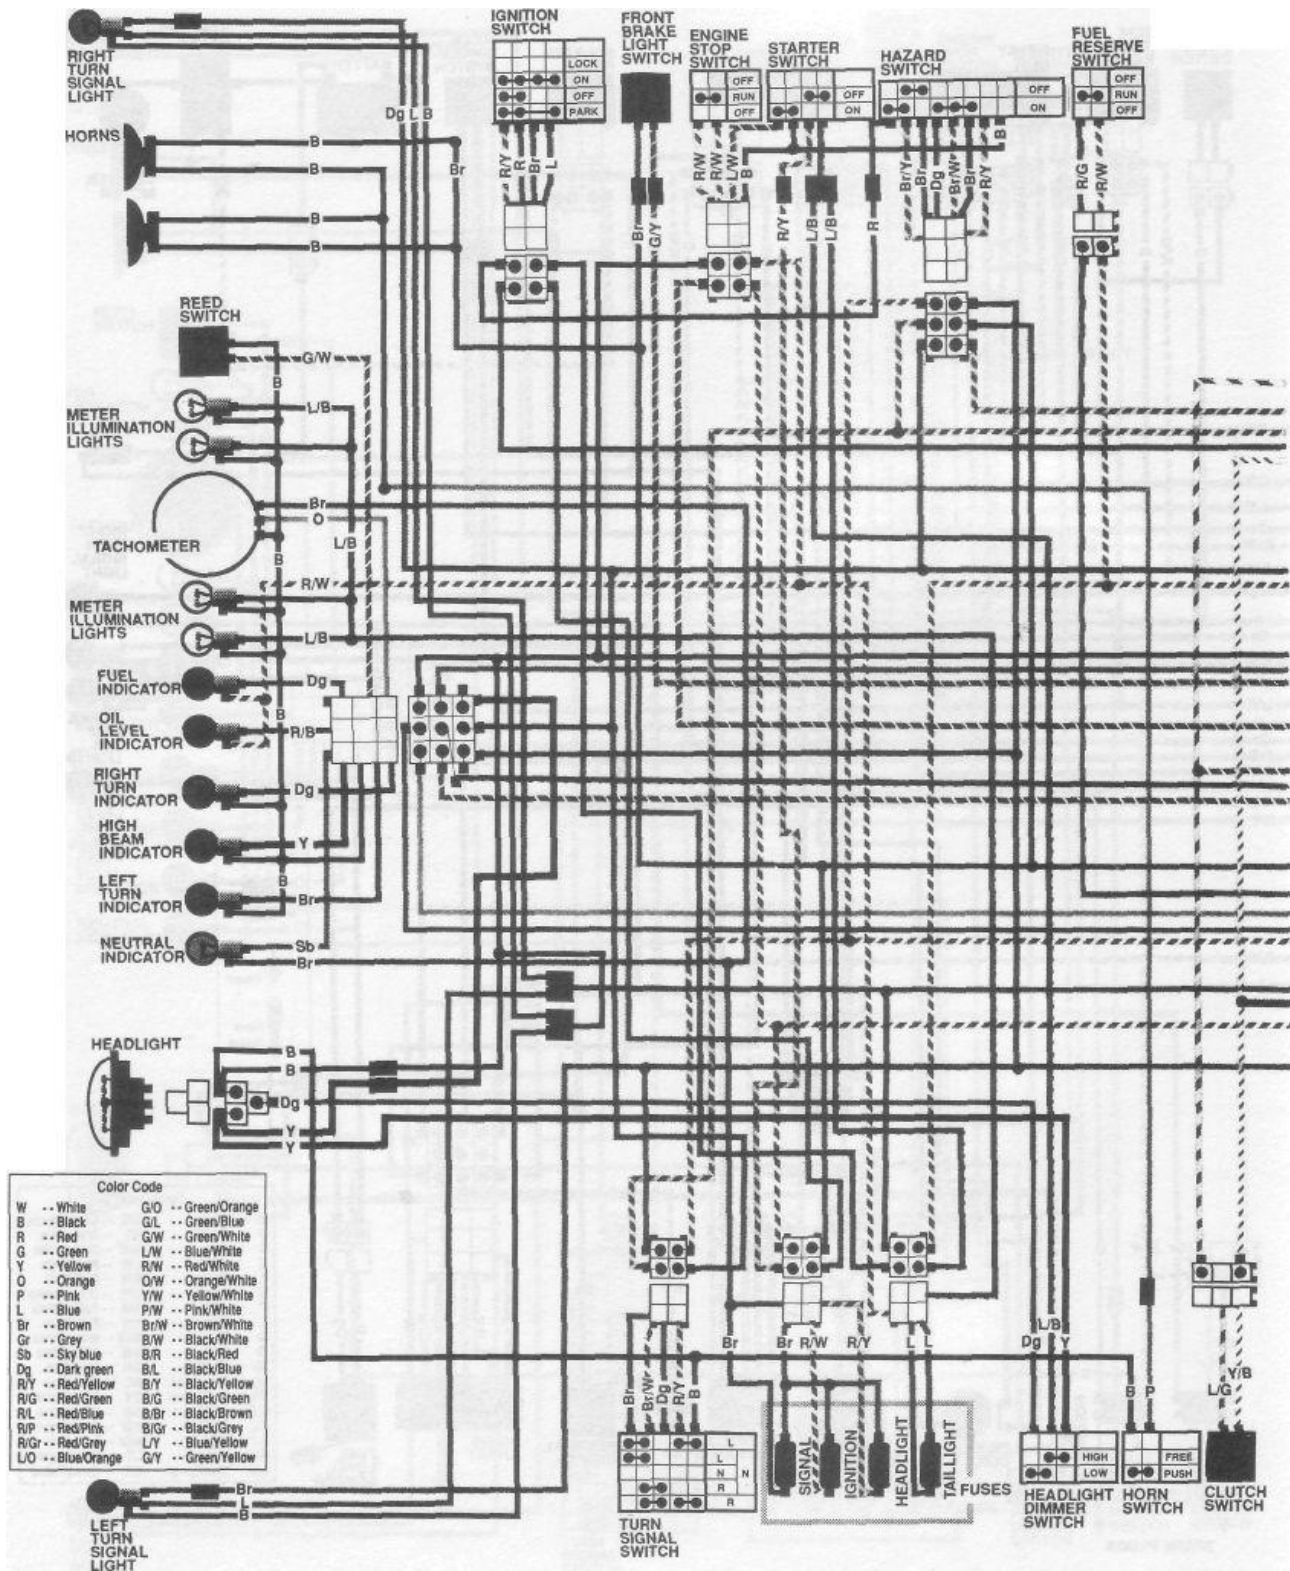 IGNITION
SWITCH
LOCK
ON
OFF
PARK
FRONT
BRAKE
LIGHT
SWITCH
ENGINE
STOP
SWITCH
OFF
RUN
OFF
STARTER
SWITCH
OFF
ON
HAZARD
SWITCH
OFF
ON
FUEL
RESERVE
SWITCH
OFF
RUN
OFF
RIGHT
TURN
SIGNAL
LIGHT
Dg L B
HORNS
B
B
B
B
Br
R/Y
R
Br
L
Br
G/Y
R/W
R/W
L/W
B
R/Y
L/B
L/B
R
Br/Y
Br
Dg
Br/W
Br
R/Y
B
R/G
R/W
REED
SWITCH
G/W
B
L/B
METER
ILLUMINATION
LIGHTS
Br
O
TACHOMETER
L/B
B
R/W
METER
ILLUMINATION
LIGHTS
L/B
FUEL
INDICATOR
Dg
B
OIL
LEVEL
INDICATOR
R/B
RIGHT
TURN
INDICATOR
Dg
HIGH
BEAM
INDICATOR
Y
B
LEFT
TURN
INDICATOR
Br
NEUTRAL
INDICATOR
Sb
Br
HEADLIGHT
B
B
Dg
Y
Y
Color Code
W -- White G/O -- Green/Orange
B -- Black G/L -- Green/Blue
R -- Red G/W -- Green/White
G -- Green L/W -- Blue/White
Y -- Yellow R/W -- Red/White
O -- Orange O/W -- Orange/White
P -- Pink Y/W -- Yellow/White
L -- Blue P/W -- Pink/White
Br -- Brown Br/W -- Brown/White
Gr -- Grey B/W -- Black/White
Sb -- Sky blue B/R -- Black/Red
Dg -- Dark green B/L -- Black/Blue
R/Y -- Red/Yellow B/Y -- Black/Yellow
R/G -- Red/Green B/G -- Black/Green
R/L -- Red/Blue B/Br -- Black/Brown
R/P -- Red/Pink B/Gr -- Black/Grey
R/Gr -- Red/Grey L/Y -- Blue/Yellow
L/O -- Blue/Orange G/Y -- Green/Yellow
Br
L
B
LEFT
TURN
SIGNAL
LIGHT
Br
Br/W
Dg
R/Y
B
L
L
N
N
R
R
TURN
SIGNAL
SWITCH
Br
Br
R/W
R/Y
L
L
SIGNAL
IGNITION
HEADLIGHT
TAILLIGHT
FUSES
Dg
L/B
Y
HIGH
LOW
HEADLIGHT
DIMMER
SWITCH
B
P
FREE
PUSH
HORN
SWITCH
L/G
Y/B
CLUTCH
SWITCH